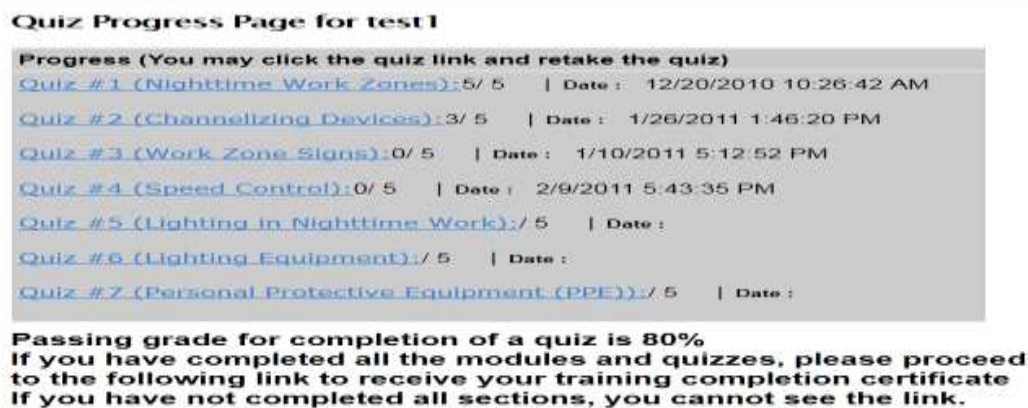 Quiz Progress Page for test1
Progress (You may click the quiz link and retake the quiz)
Quiz #1 (Nighttime Work Zones):5/ 5 | Date : 12/20/2010 10:26:42 AM
Quiz #2 (Channelizing Devices):3/ 5 | Date : 1/26/2011 1:46:20 PM
Quiz #3 (Work Zone Signs):0/ 5 | Date : 1/10/2011 5:12:52 PM
Quiz #4 (Speed Control):0/ 5 | Date : 2/9/2011 5:43:35 PM
Quiz #5 (Lighting in Nighttime Work):/ 5 | Date :
Quiz #6 (Lighting Equipment):/ 5 | Date :
Quiz #7 (Personal Protective Equipment (PPE)):/ 5 | Date :
Passing grade for completion of a quiz is 80%
If you have completed all the modules and quizzes, please proceed
to the following link to receive your training completion certificate
If you have not completed all sections, you cannot see the link.